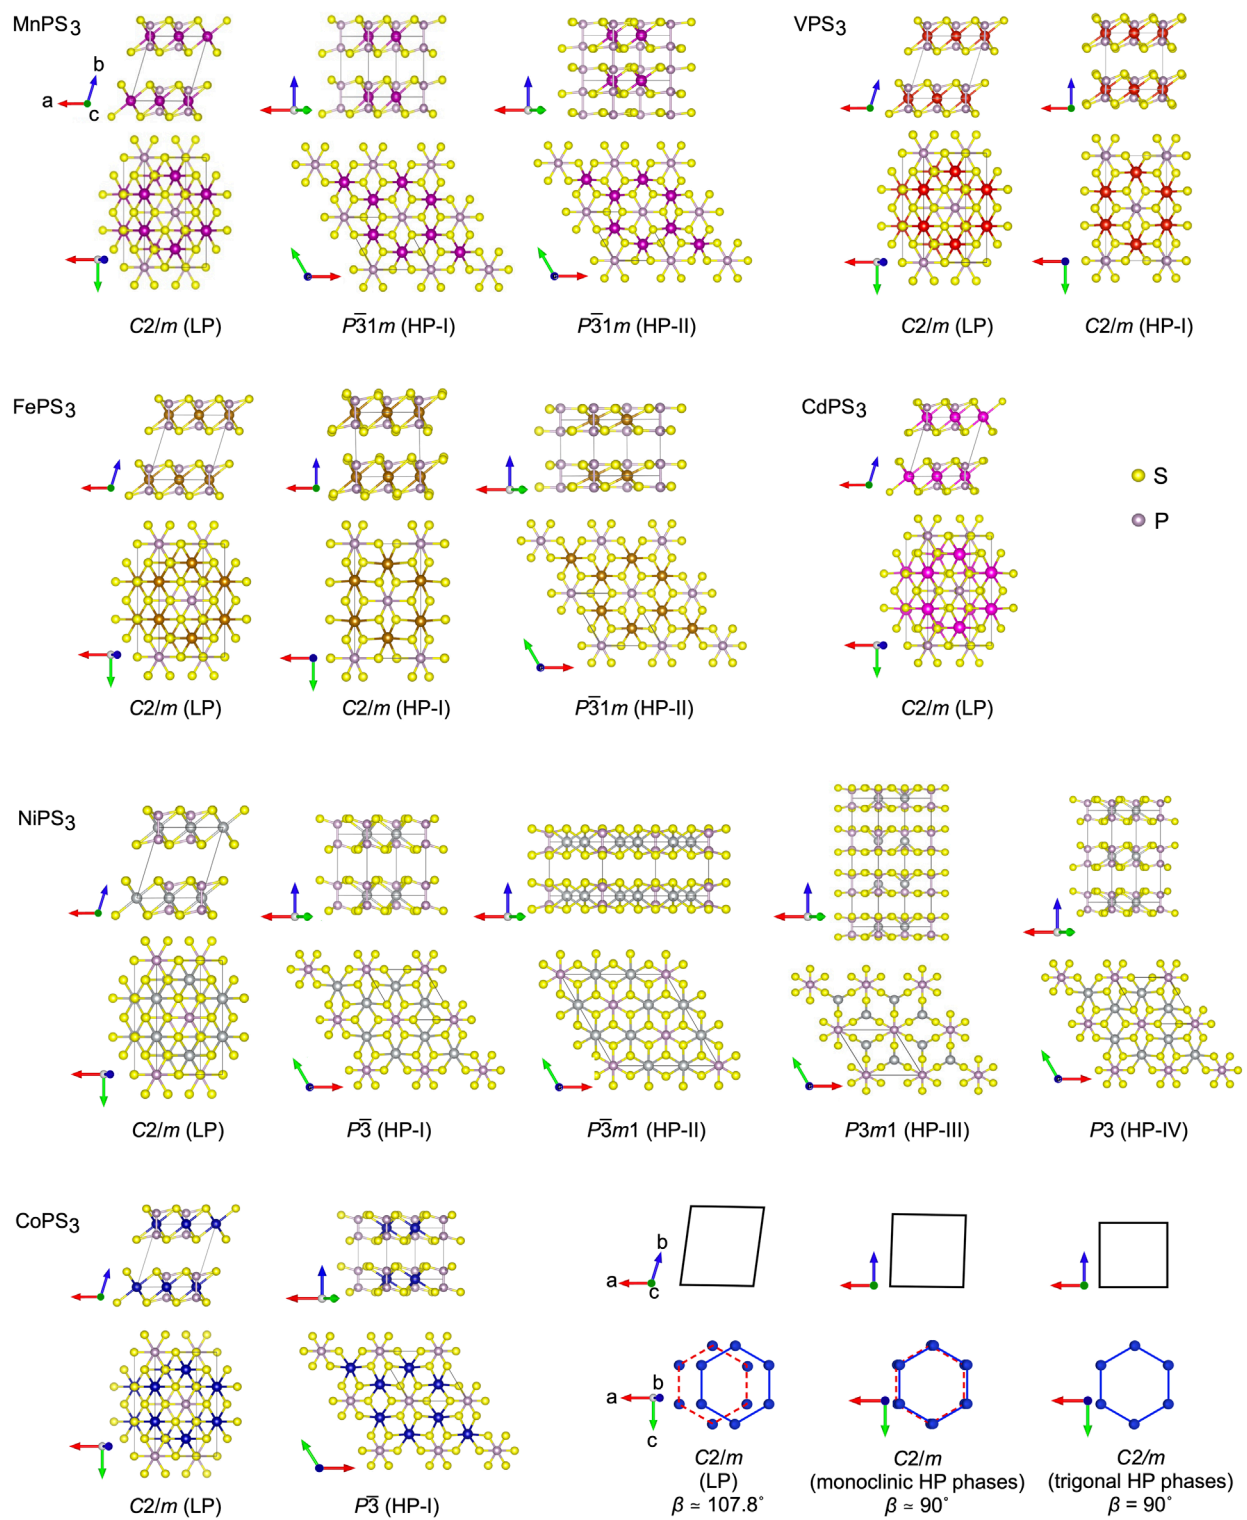 MnPS3
VPS3
b
a
c
C2/m (LP)
P3̅1m (HP-I)
P3̅1m (HP-II)
C2/m (LP)
C2/m (HP-I)
FePS3
CdPS3
S
P
C2/m (LP)
C2/m (HP-I)
P3̅1m (HP-II)
C2/m (LP)
NiPS3
C2/m (LP)
P3̅ (HP-I)
P3̅m1 (HP-II)
P3m1 (HP-III)
P3 (HP-IV)
CoPS3
b
a
c
a
b
c
C2/m (LP)
P3̅ (HP-I)
C2/m
(LP)
β ≃ 107.8°
C2/m
(monoclinic HP phases)
β ≃ 90°
C2/m
(trigonal HP phases)
β = 90°